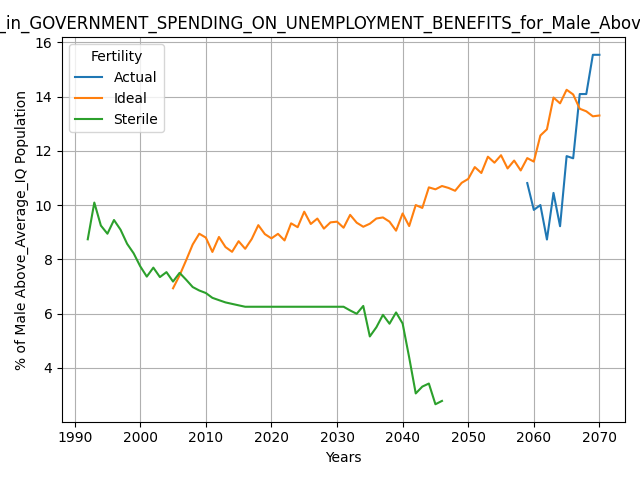 _in_GOVERNMENT_SPENDING_ON_UNEMPLOYMENT_BENEFITS_for_Male_Abov
16
14
12
10
8
6
4
% of Male Above_Average_IQ Population
Fertility
Actual
Ideal
Sterile
1990 2000 2010 2020 2030 2040 2050 2060 2070
Years